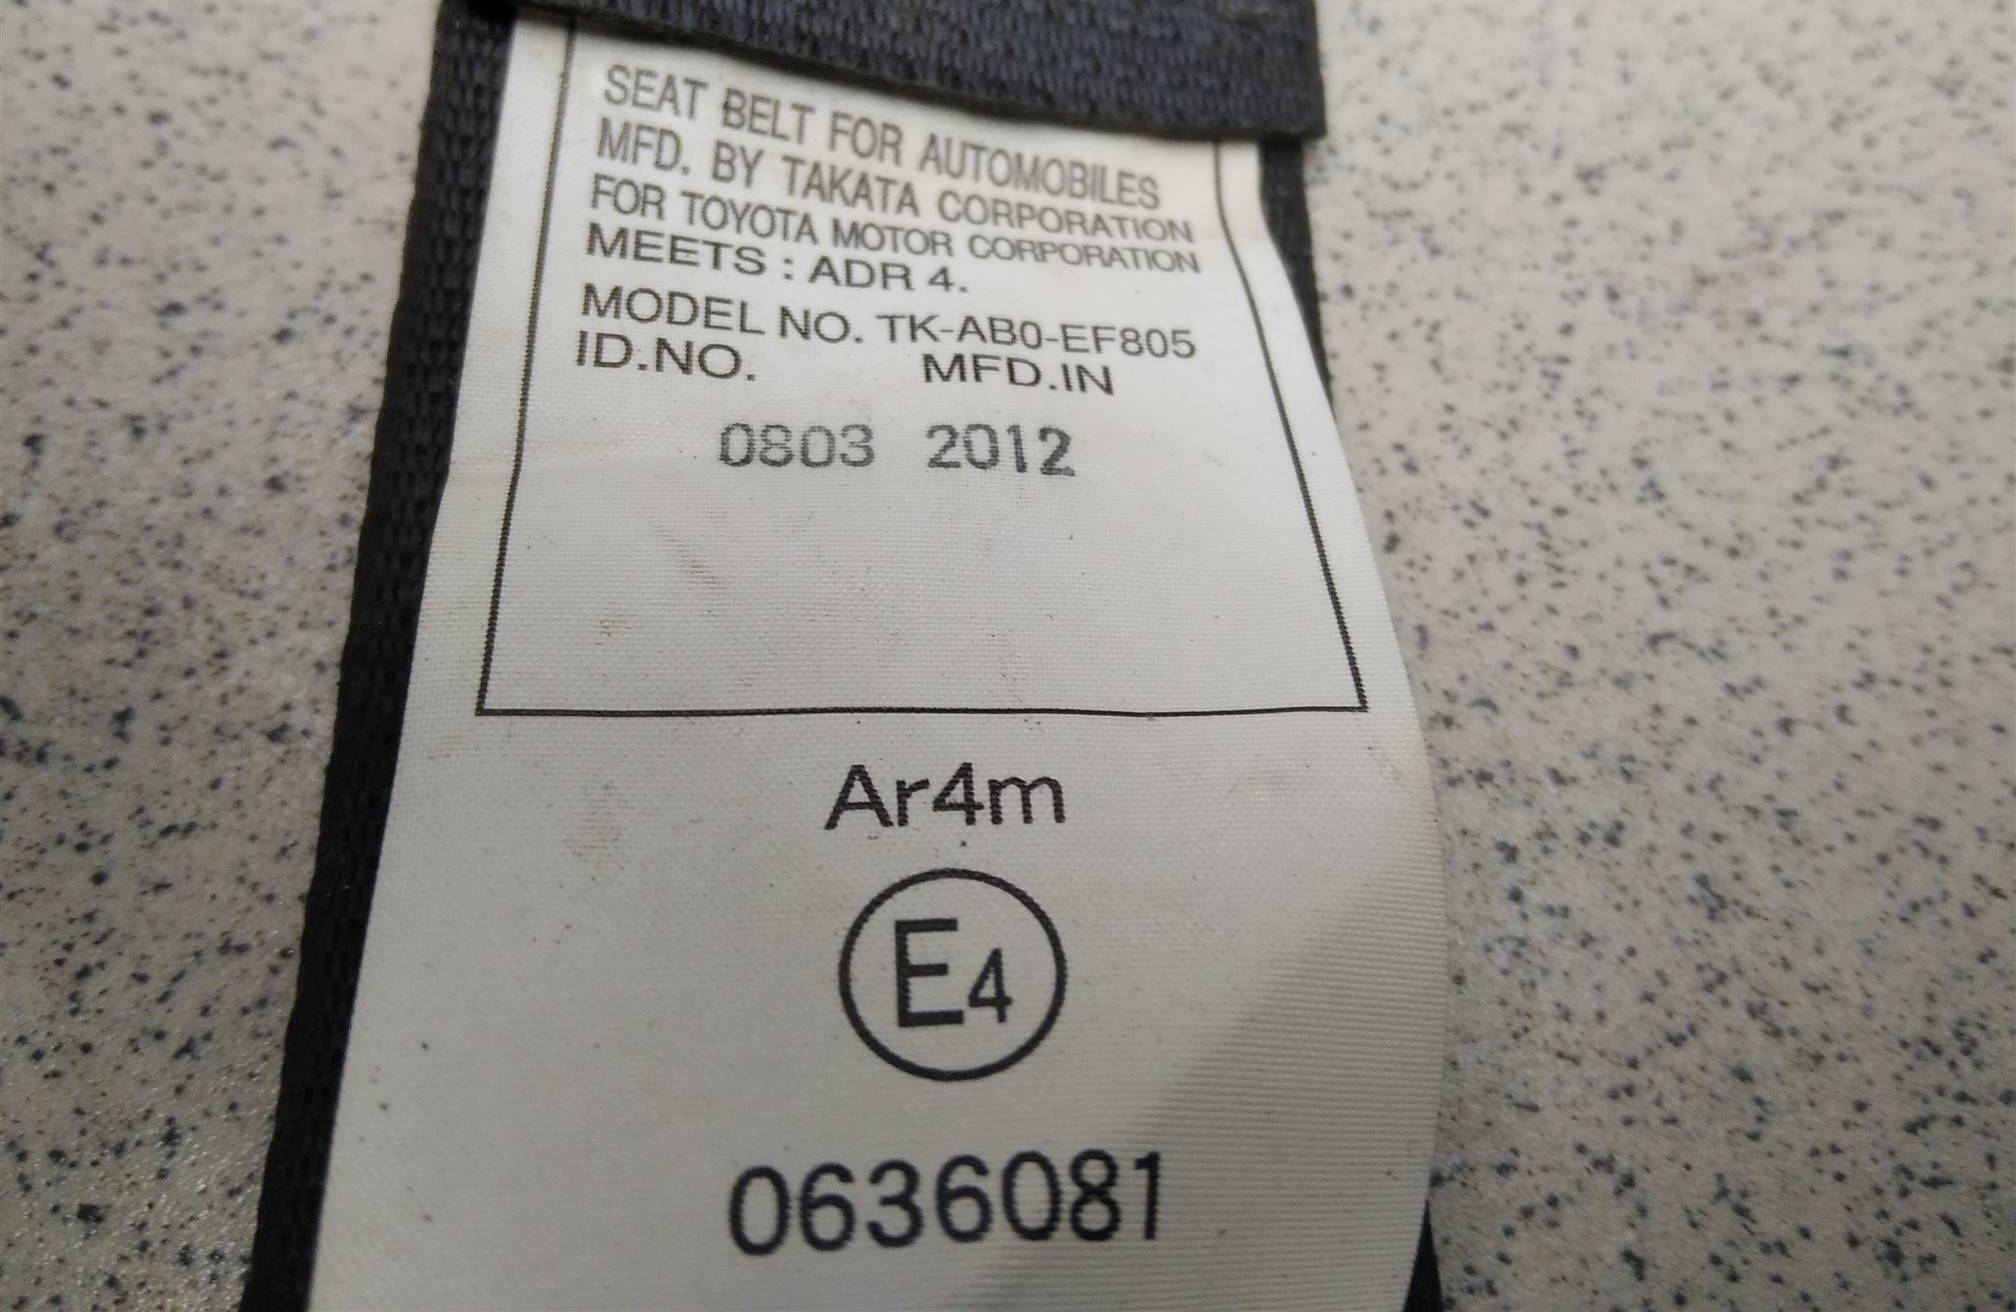 SEAT BELT FOR AUTOMOBILES
MFD. BY TAKATA CORPORATION
FOR TOYOTA MOTOR CORPORATION
MEETS : ADR 4.
MODEL NO. TK-AB0-EF805
ID.NO. MFD.IN
0803 2012
Ar4m
E4
0636081